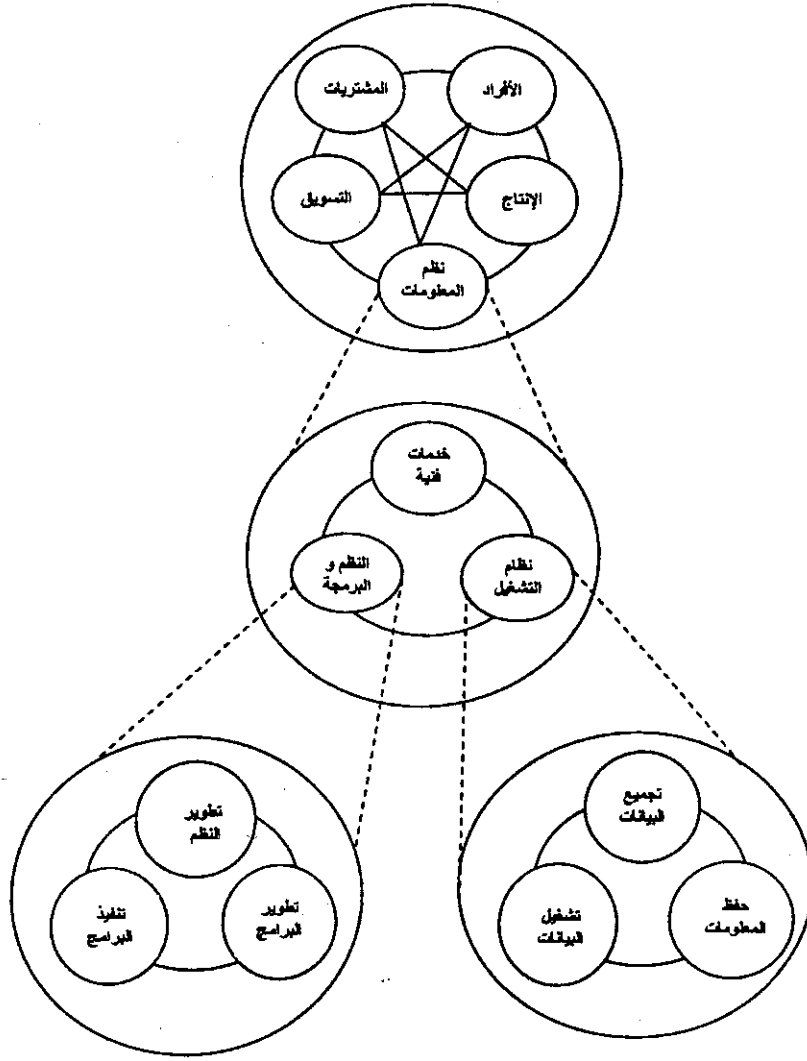 الأفراد
المشتريات
الإنتاج
التسويق
نظم
المعلومات
خدمات
فنية
نظام
التشغيل
النظم و
البرمجة
تجميع
البيانات
حفظ
المعلومات
تشغيل
البيانات
تطوير
النظم
تطوير
البرامج
تنفيذ
البرامج